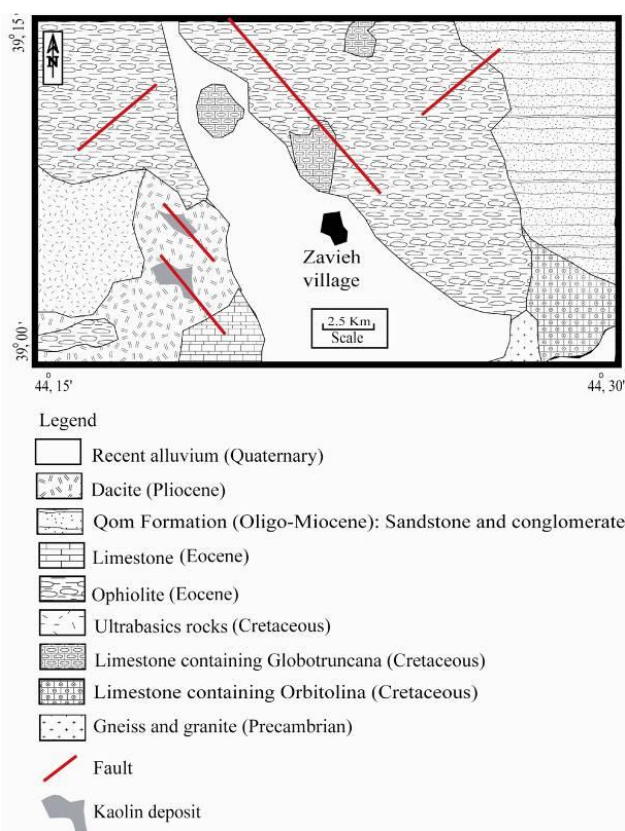 39,15'
N
Zavieh
village
2.5 Km
Scale
39,00'
44, 15'
44, 30'
Legend
Recent alluvium (Quaternary)
Dacite (Pliocene)
Qom Formation (Oligo-Miocene): Sandstone and conglomerate
Limestone (Eocene)
Ophiolite (Eocene)
Ultrabasics rocks (Cretaceous)
Limestone containing Globotruncana (Cretaceous)
Limestone containing Orbitolina (Cretaceous)
Gneiss and granite (Precambrian)
Fault
Kaolin deposit